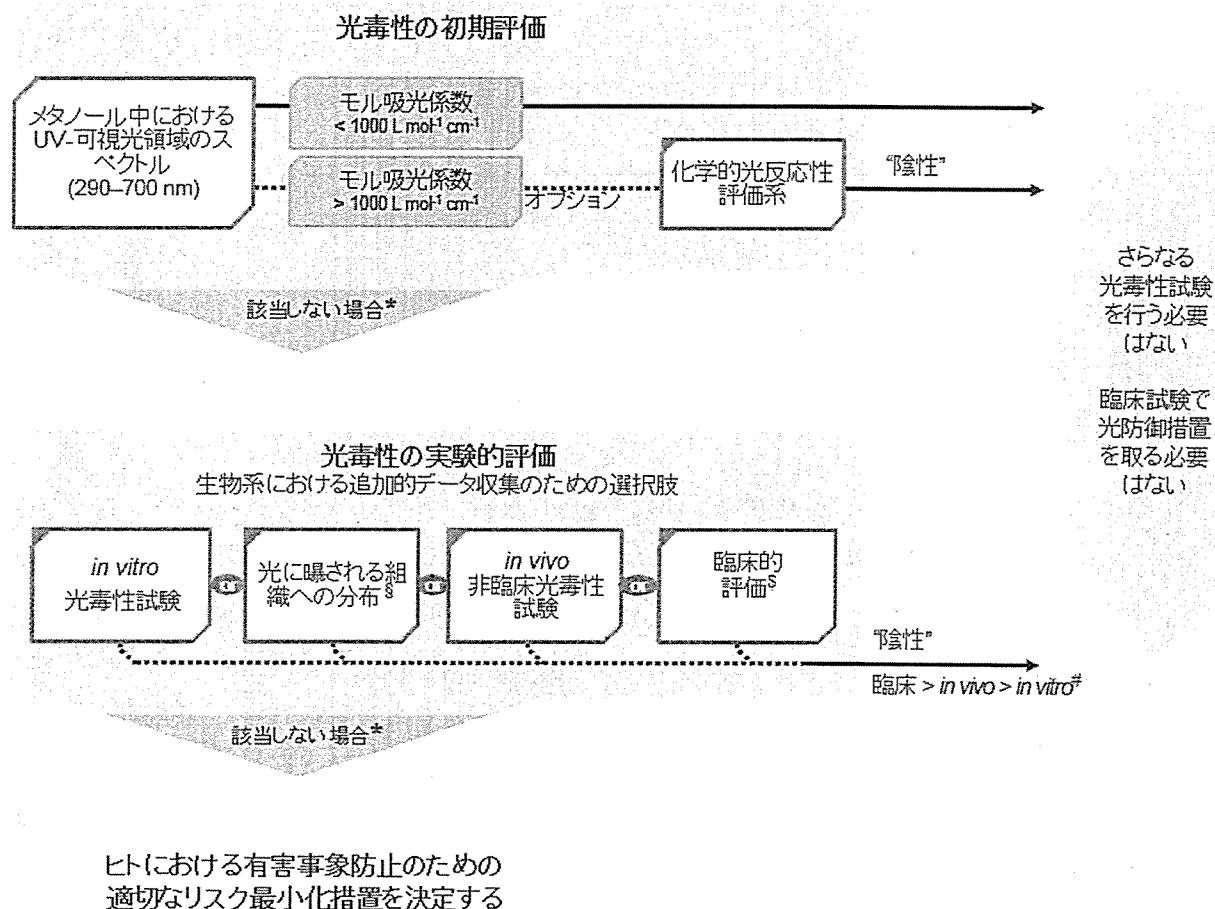 光毒性の初期評価
メタノール中における
UV-可視光領域のス
ペクトル
(290–700 nm)
モル吸光係数
< 1000 L mol⁻¹ cm⁻¹
モル吸光係数
> 1000 L mol⁻¹ cm⁻¹
オプション
化学的光反応性
評価系
“陰性”
該当しない場合*
さらなる
光毒性試験
を行う必要
はない
臨床試験で
光防御措置
を取る必要
はない
光毒性の実験的評価
生物系における追加的データ収集のための選択肢
in vitro
光毒性試験
光に曝される組
織への分布§
in vivo
非臨床光毒性
試験
臨床的
評価$
“陰性”
臨床 > in vivo > in vitro#
該当しない場合*
ヒトにおける有害事象防止のための
適切なリスク最小化措置を決定する